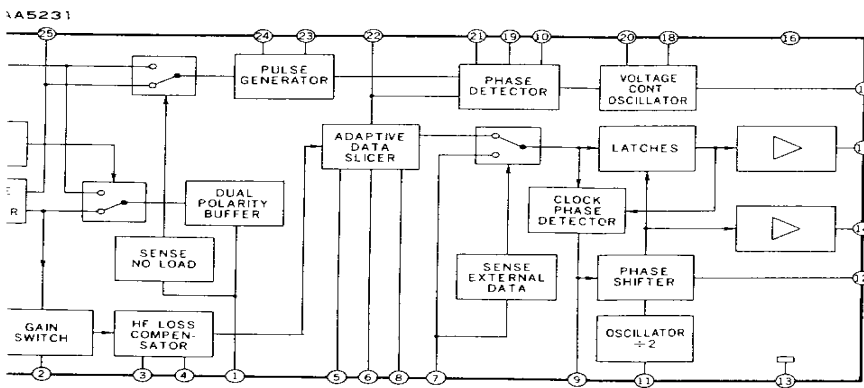 AA5231
25
24
23
22
21
19
10
20
18
16
PULSE
GENERATOR
PHASE
DETECTOR
VOLTAGE
CONT
OSCILLATOR
ADAPTIVE
DATA
SLICER
LATCHES
R
DUAL
POLARITY
BUFFER
CLOCK
PHASE
DETECTOR
SENSE
NO LOAD
SENSE
EXTERNAL
DATA
PHASE
SHIFTER
GAIN
SWITCH
HF LOSS
COMPEN-
SATOR
OSCILLATOR
÷2
2
3
4
1
5
6
8
7
9
11
13